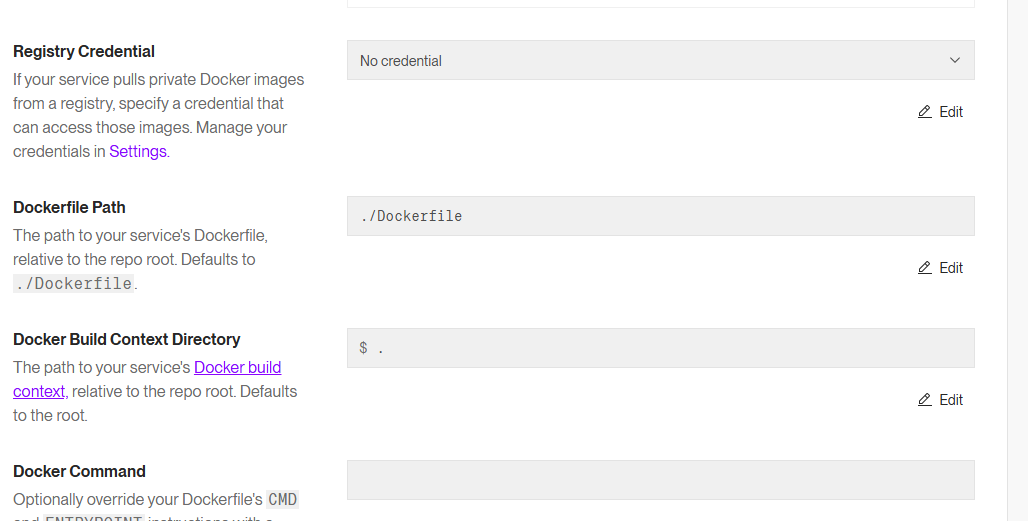 Registry Credential
No credential
If your service pulls private Docker images
from a registry, specify a credential that
can access those images. Manage your
credentials in Settings.
Edit
Dockerfile Path
./Dockerfile
The path to your service's Dockerfile,
relative to the repo root. Defaults to
./Dockerfile.
Edit
Docker Build Context Directory
$ .
The path to your service's Docker build
context, relative to the repo root. Defaults
to the root.
Edit
Docker Command
Optionally override your Dockerfile's CMD
and ENTRYPOINT instructions with a